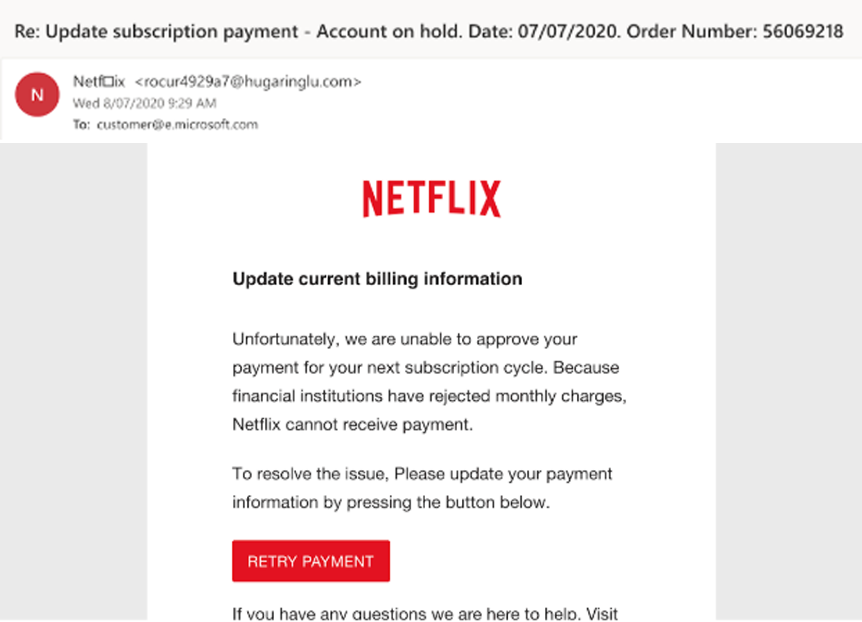 Re: Update subscription payment - Account on hold. Date: 07/07/2020. Order Number: 56069218
N
Netf□ix <rocur4929a7@hugaringlu.com>
Wed 8/07/2020 9:29 AM
To: customer@e.microsoft.com
NETFLIX
Update current billing information
Unfortunately, we are unable to approve your
payment for your next subscription cycle. Because
financial institutions have rejected monthly charges,
Netflix cannot receive payment.
To resolve the issue, Please update your payment
information by pressing the button below.
RETRY PAYMENT
If you have any questions we are here to help. Visit